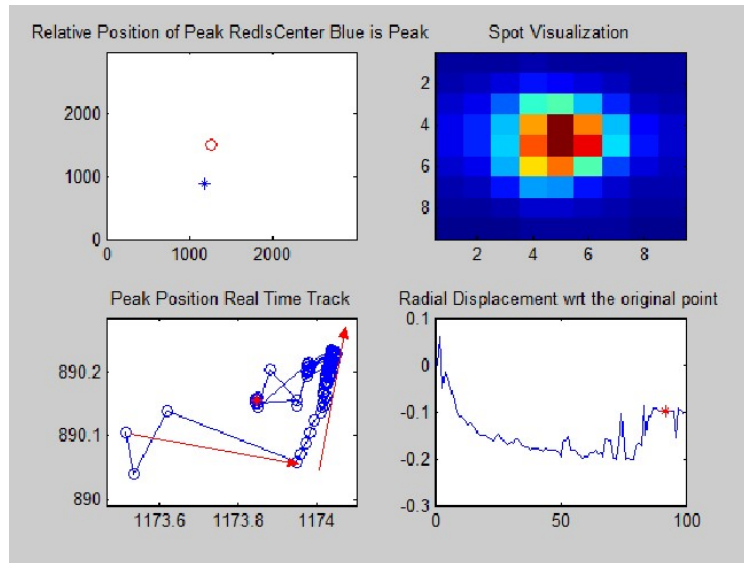 Relative Position of Peak RedIsCenter Blue is Peak
2000
1000
0
0 1000 2000
Spot Visualization
2
4
6
8
2 4 6 8
Peak Position Real Time Track
890.2
890.1
890
1173.6 1173.8 1174
Radial Displacement wrt the original point
0.1
0
-0.1
-0.2
-0.3
0 50 100